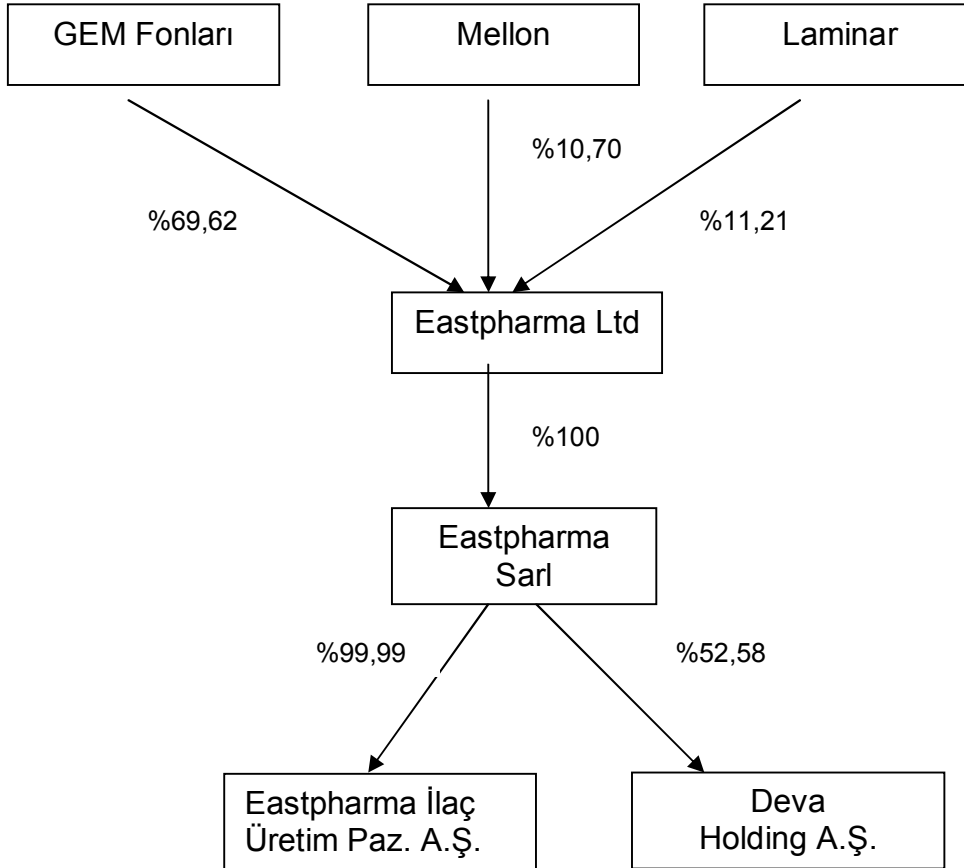 GEM Fonları
Mellon
Laminar
%10,70
%69,62
%11,21
Eastpharma Ltd
%100
Eastpharma
Sarl
%99,99
%52,58
Eastpharma İlaç
Üretim Paz. A.Ş.
Deva
Holding A.Ş.